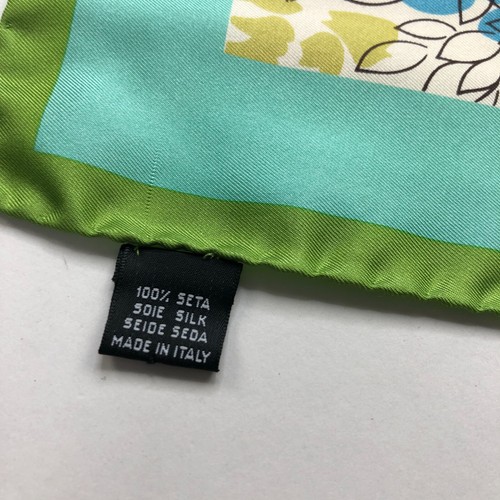 100% SETA
SOIE SILK
SEIDE SEDA
MADE IN ITALY